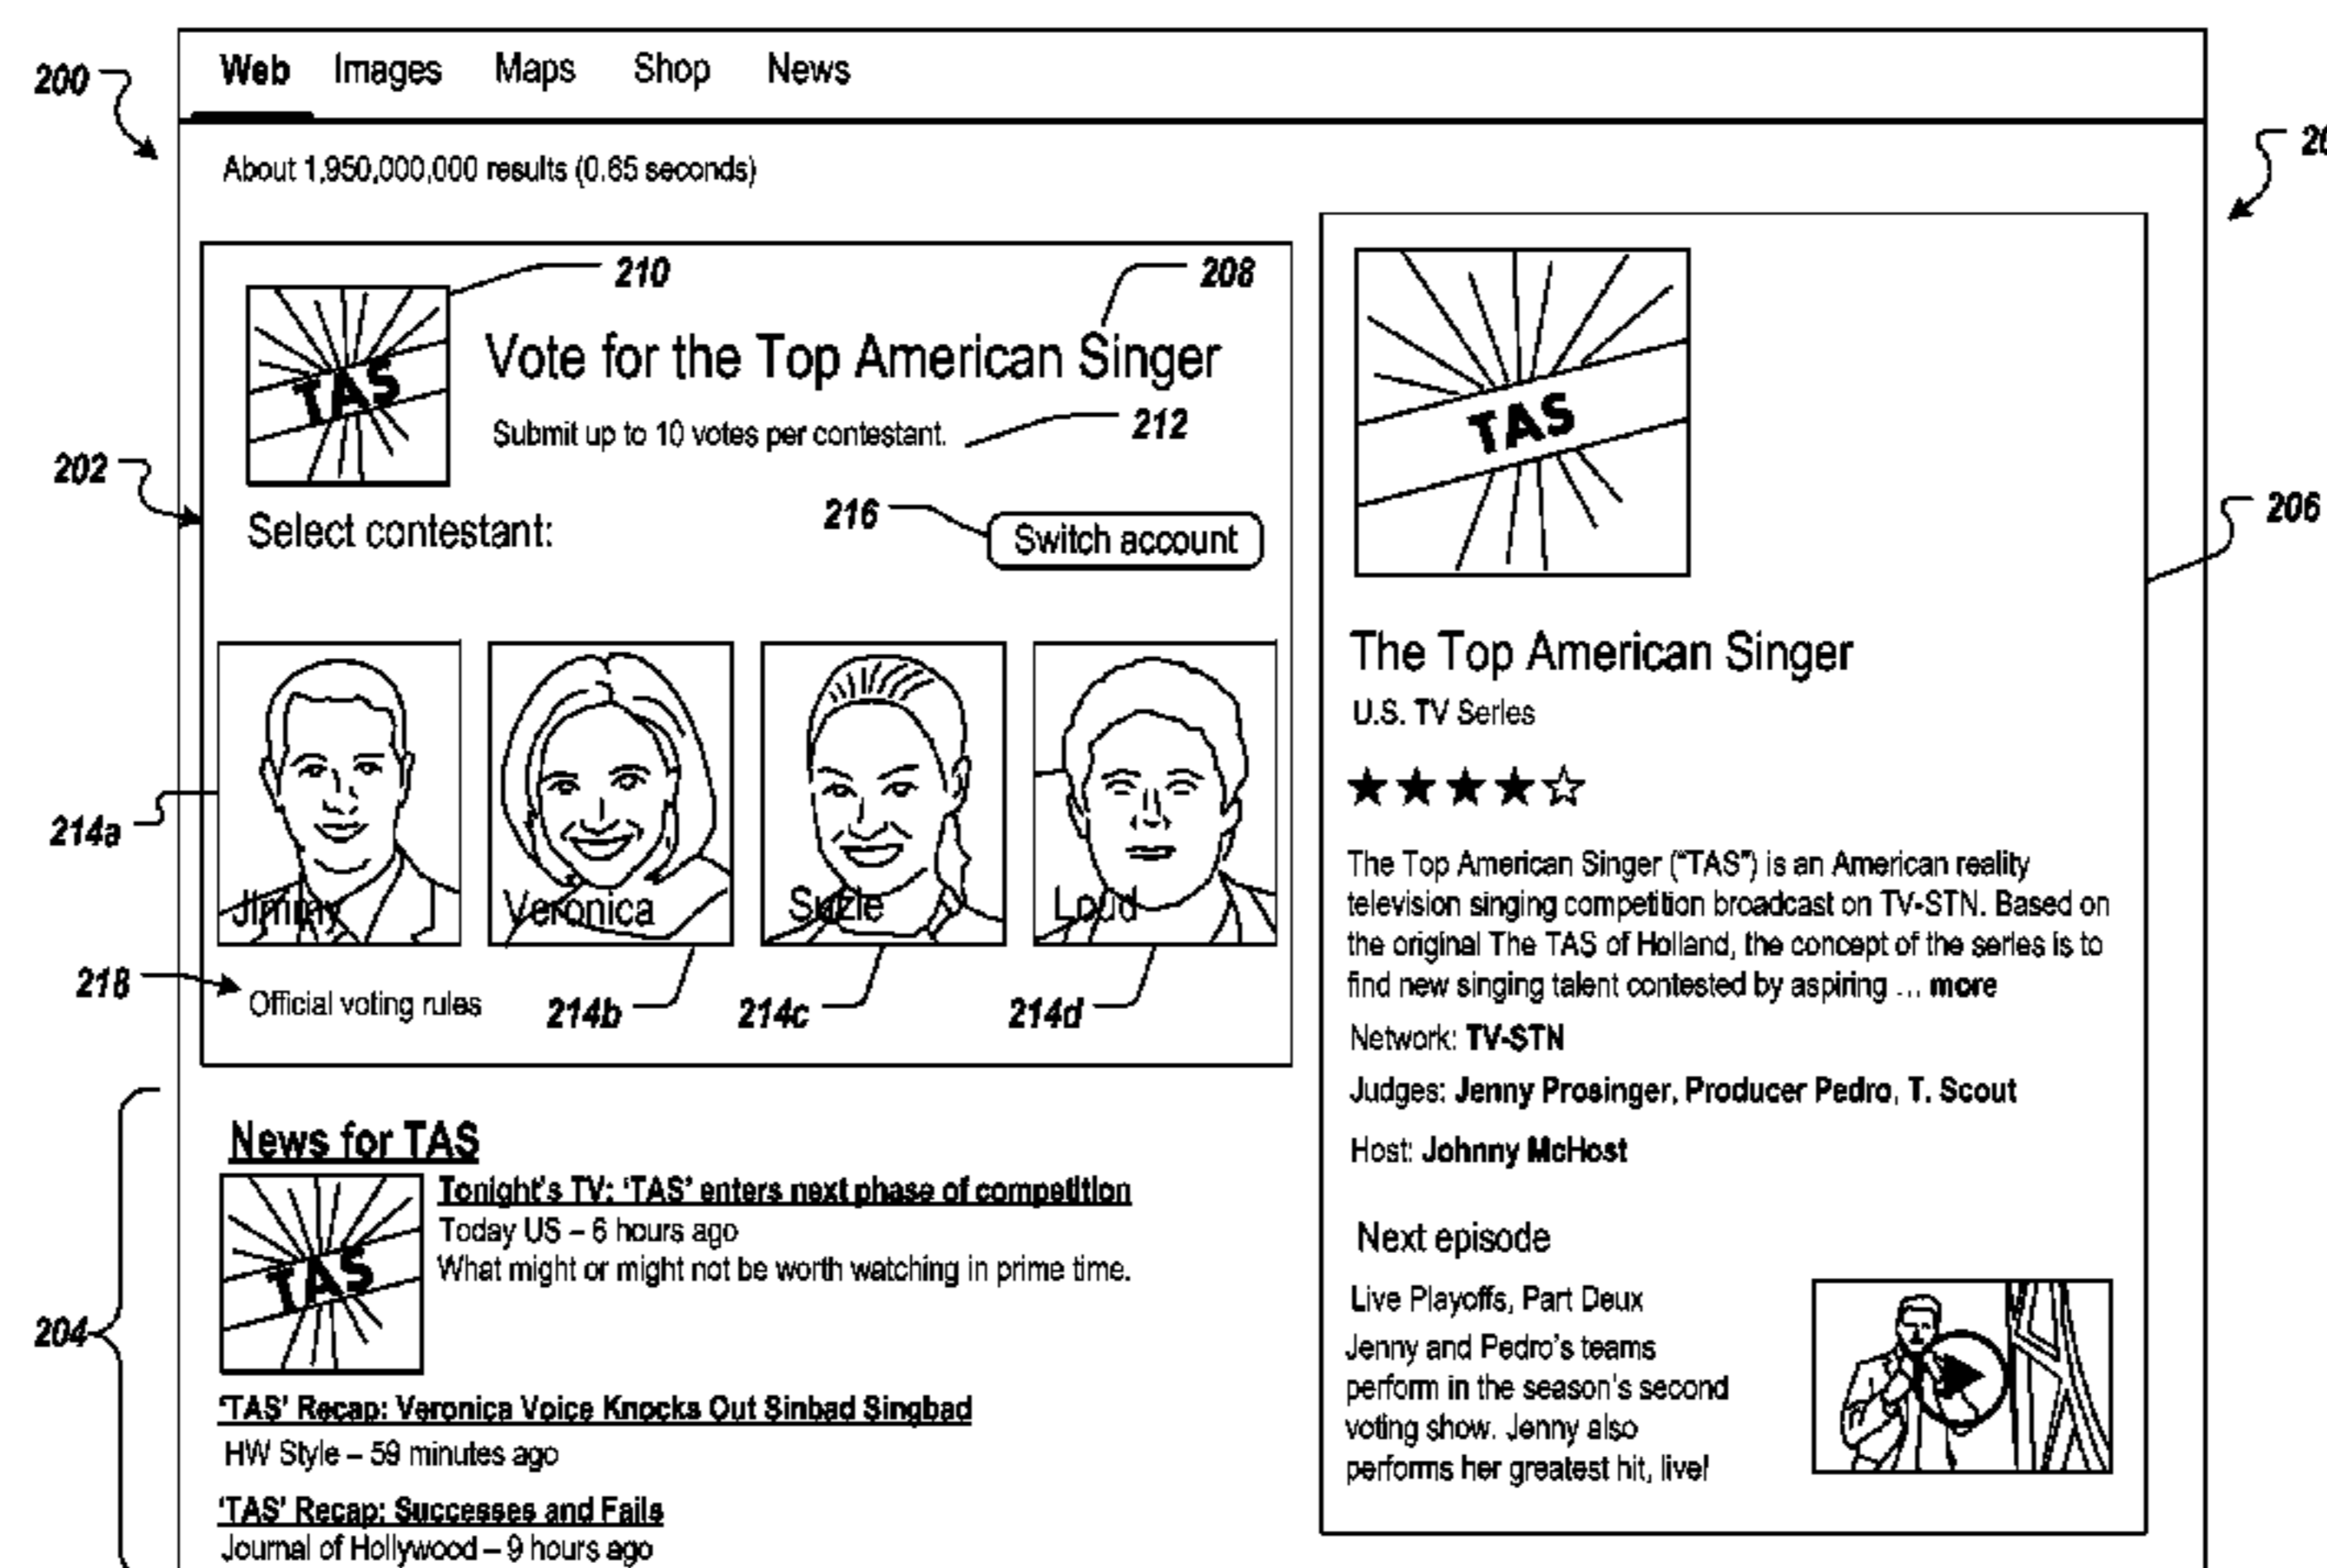 Web Images Maps Shop News
200
About 1,950,000,000 results (0.65 seconds)
202
210
208
TAS
Vote for the Top American Singer
Submit up to 10 votes per contestant.
212
Select contestant:
216
Switch account
214a
Jimmy
Veronica
Suzie
Loud
218
Official voting rules
214b
214c
214d
204
News for TAS
TAS
Tonight's TV: 'TAS' enters next phase of competition
Today US – 6 hours ago
What might or might not be worth watching in prime time.
'TAS' Recap: Veronica Voice Knocks Out Sinbad Singbad
HW Style – 59 minutes ago
'TAS' Recap: Successes and Fails
Journal of Hollywood – 9 hours ago
TAS
206
The Top American Singer
U.S. TV Series
The Top American Singer ("TAS") is an American reality
television singing competition broadcast on TV-STN. Based on
the original The TAS of Holland, the concept of the series is to
find new singing talent contested by aspiring ... more
Network: TV-STN
Judges: Jenny Prosinger, Producer Pedro, T. Scout
Host: Johnny McHost
Next episode
Live Playoffs, Part Deux
Jenny and Pedro's teams
perform in the season's second
voting show. Jenny also
performs her greatest hit, live!